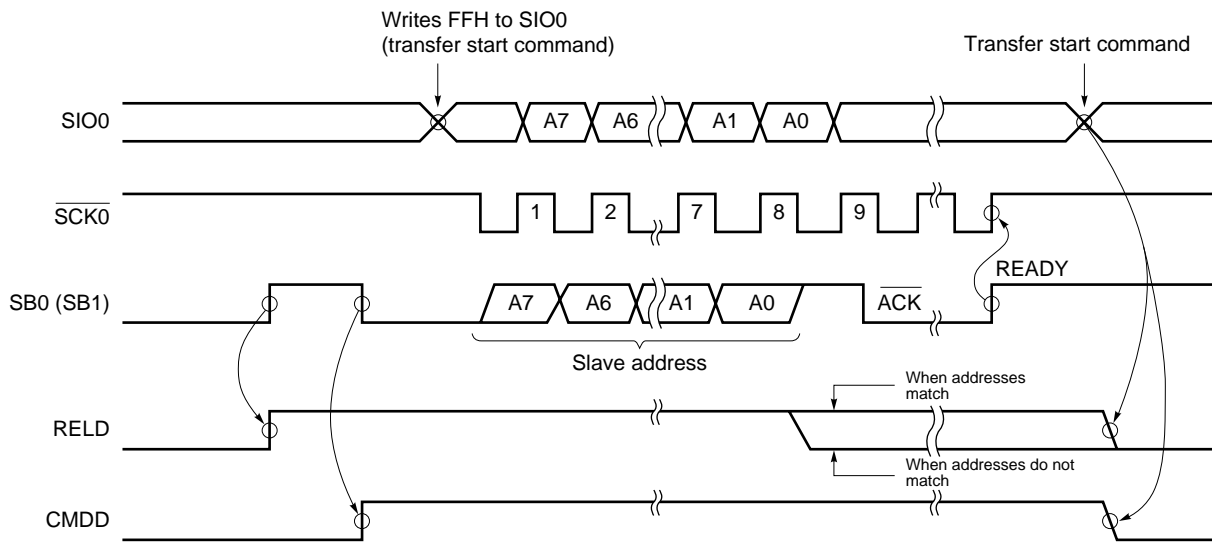 Writes FFH to SIO0
(transfer start command)
Transfer start command
SIO0
A7
A6
A1
A0
SCK0
1
2
7
8
9
READY
SB0 (SB1)
A7
A6
A1
A0
ACK
Slave address
When addresses
match
RELD
When addresses do not
match
CMDD